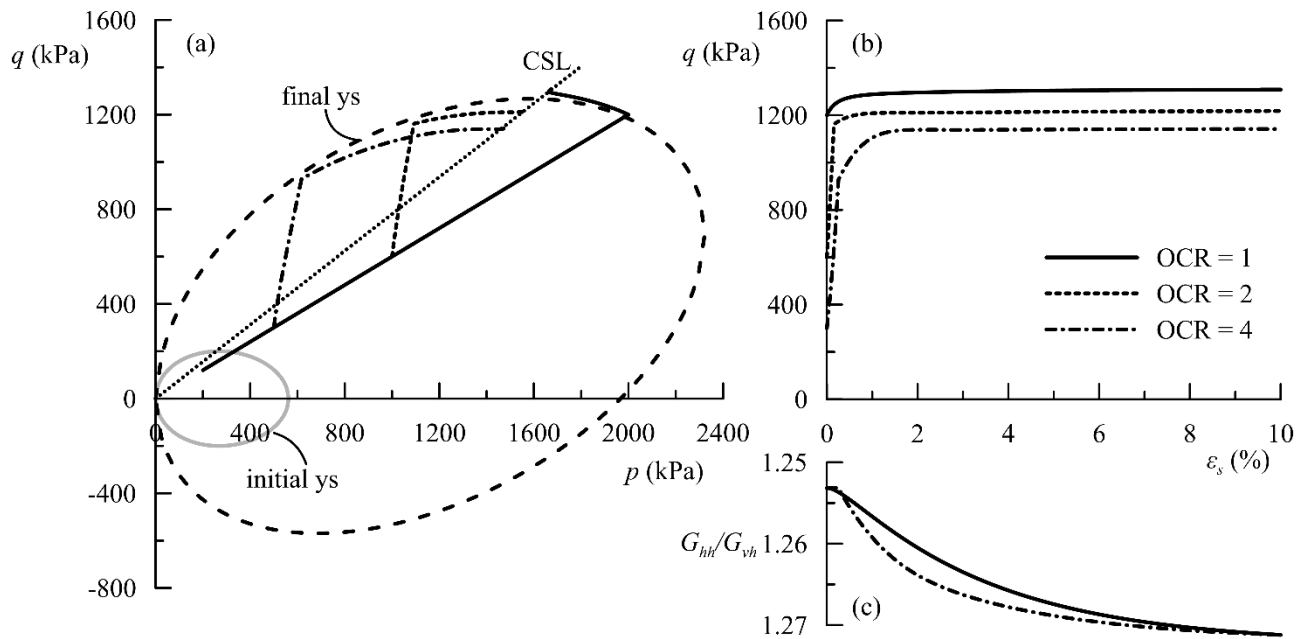 1600
q (kPa)
(a)
CSL
final ys
1200
800
400
0
0
400
800
1200
1600
2000
2400
p (kPa)
initial ys
-400
-800
1600
q (kPa)
(b)
1200
800
OCR = 1
OCR = 2
OCR = 4
400
0
0
2
4
6
8
10
εs (%)
1.25
Ghh/Gvh
1.26
(c)
1.27